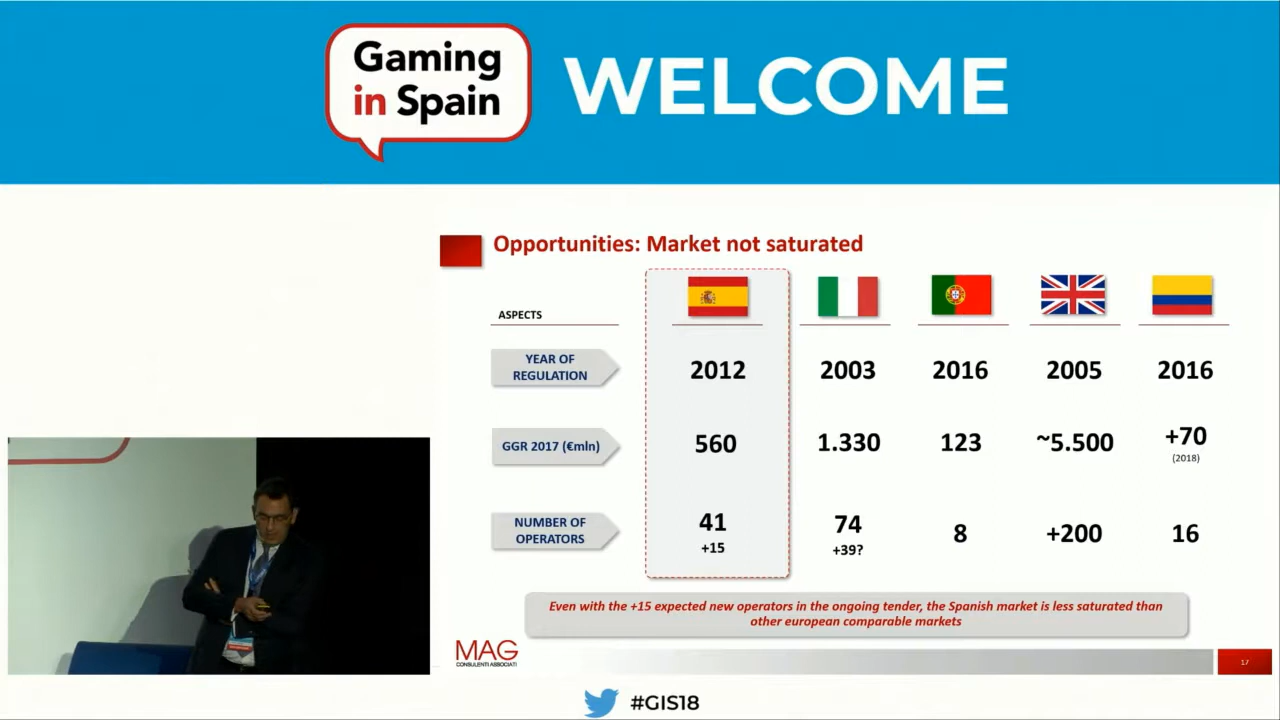 Gaming
in Spain
WELCOME
Opportunities: Market not saturated
ASPECTS
YEAR OF
REGULATION
2012 2003 2016 2005 2016
GGR 2017 (€mln)
560 1.330 123 ~5.500 +70
(2018)
NUMBER OF
OPERATORS
41 74 8 +200 16
+15 +39?
Even with the +15 expected new operators in the ongoing tender, the Spanish market is less saturated than
other european comparable markets
MAG
CONSULENTI ASSOCIATI
17
#GIS18